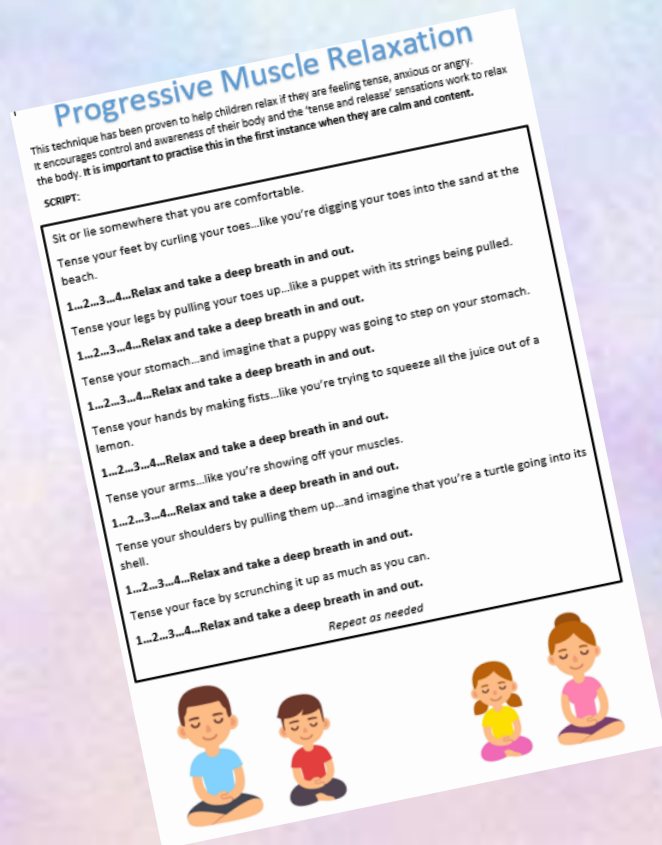 Progressive Muscle Relaxation
This technique has been proven to help children relax if they are feeling tense, anxious or angry.
It encourages control and awareness of their body and the 'tense and release' sensations work to relax
the body. It is important to practise this in the first instance when they are calm and content.
SCRIPT:
Sit or lie somewhere that you are comfortable.
Tense your feet by curling your toes...like you're digging your toes into the sand at the
beach.
1...2...3...4...Relax and take a deep breath in and out.
Tense your legs by pulling your toes up...like a puppet with its strings being pulled.
1...2...3...4...Relax and take a deep breath in and out.
Tense your stomach...and imagine that a puppy was going to step on your stomach.
1...2...3...4...Relax and take a deep breath in and out.
Tense your hands by making fists...like you're trying to squeeze all the juice out of a
lemon.
1...2...3...4...Relax and take a deep breath in and out.
Tense your arms...like you're showing off your muscles.
1...2...3...4...Relax and take a deep breath in and out.
Tense your shoulders by pulling them up...and imagine that you're a turtle going into its
shell.
1...2...3...4...Relax and take a deep breath in and out.
Tense your face by scrunching it up as much as you can.
1...2...3...4...Relax and take a deep breath in and out.
Repeat as needed